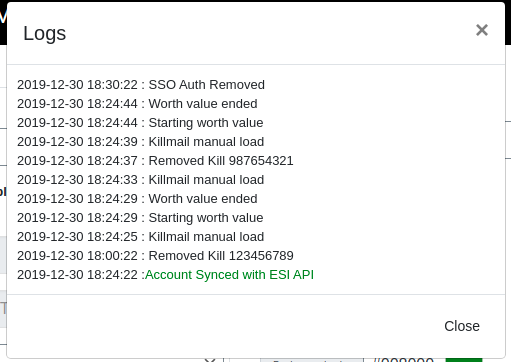 Logs
×
2019-12-30 18:30:22 : SSO Auth Removed
2019-12-30 18:24:44 : Worth value ended
2019-12-30 18:24:44 : Starting worth value
2019-12-30 18:24:39 : Killmail manual load
2019-12-30 18:24:37 : Removed Kill 987654321
2019-12-30 18:24:33 : Killmail manual load
2019-12-30 18:24:29 : Worth value ended
2019-12-30 18:24:29 : Starting worth value
2019-12-30 18:24:25 : Killmail manual load
2019-12-30 18:00:22 : Removed Kill 123456789
2019-12-30 18:24:22 :Account Synced with ESI API
Close